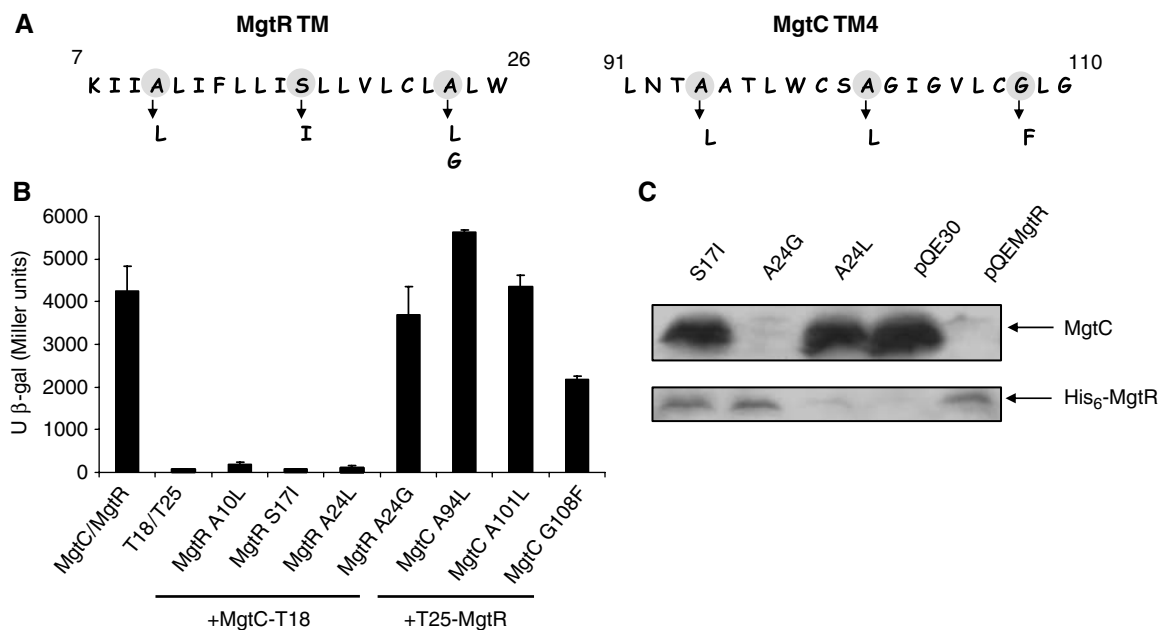 A
MgtR TM
MgtC TM4
7
26
K I I A L I F L L I S L L V L C L A L W
L
I
L
G
91
110
L N T A A T L W C S A G I G V L C G L G
L
L
F
B
U β-gal (Miller units)
6000
5000
4000
3000
2000
1000
0
MgtC/MgtR
T18/T25
MgtR A10L
MgtR S17I
MgtR A24L
MgtR A24G
MgtC A94L
MgtC A101L
MgtC G108F
+MgtC-T18
+T25-MgtR
C
S17I
A24G
A24L
pQE30
pQEMgtR
MgtC
His6-MgtR